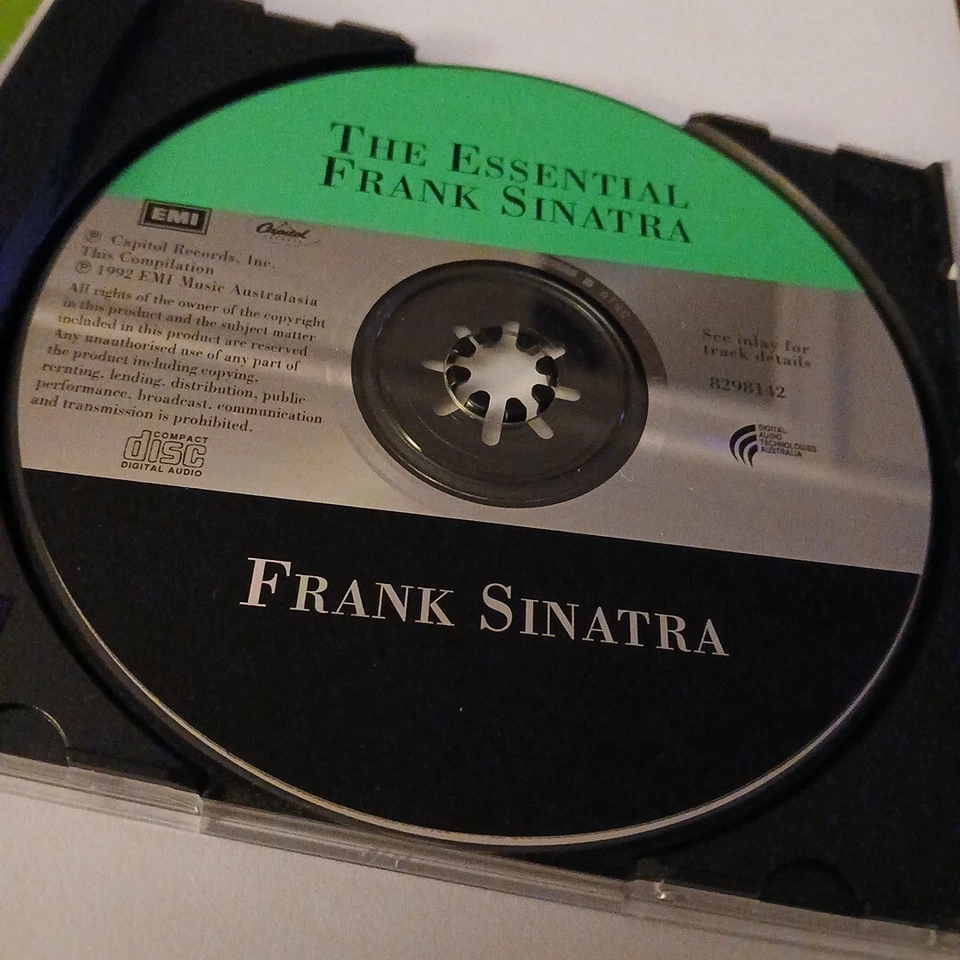 THE ESSENTIAL
FRANK SINATRA
EMI
Capitol
℗ Capitol Records, Inc.
This Compilation
℗ 1992 EMI Music Australasia
All rights of the owner of the copyright
in this product and the subject matter
included in this product are reserved
Any unauthorised use of any part of
the product including copying,
rernting, lending, distribution, public
performance, broadcast, communication
and transmission is prohibited.
COMPACT
disc
DIGITAL AUDIO
See inlay for
track details
8298142
DIGITAL
AUDIO
TECHNOLOGIES
AUSTRALIA
FRANK SINATRA